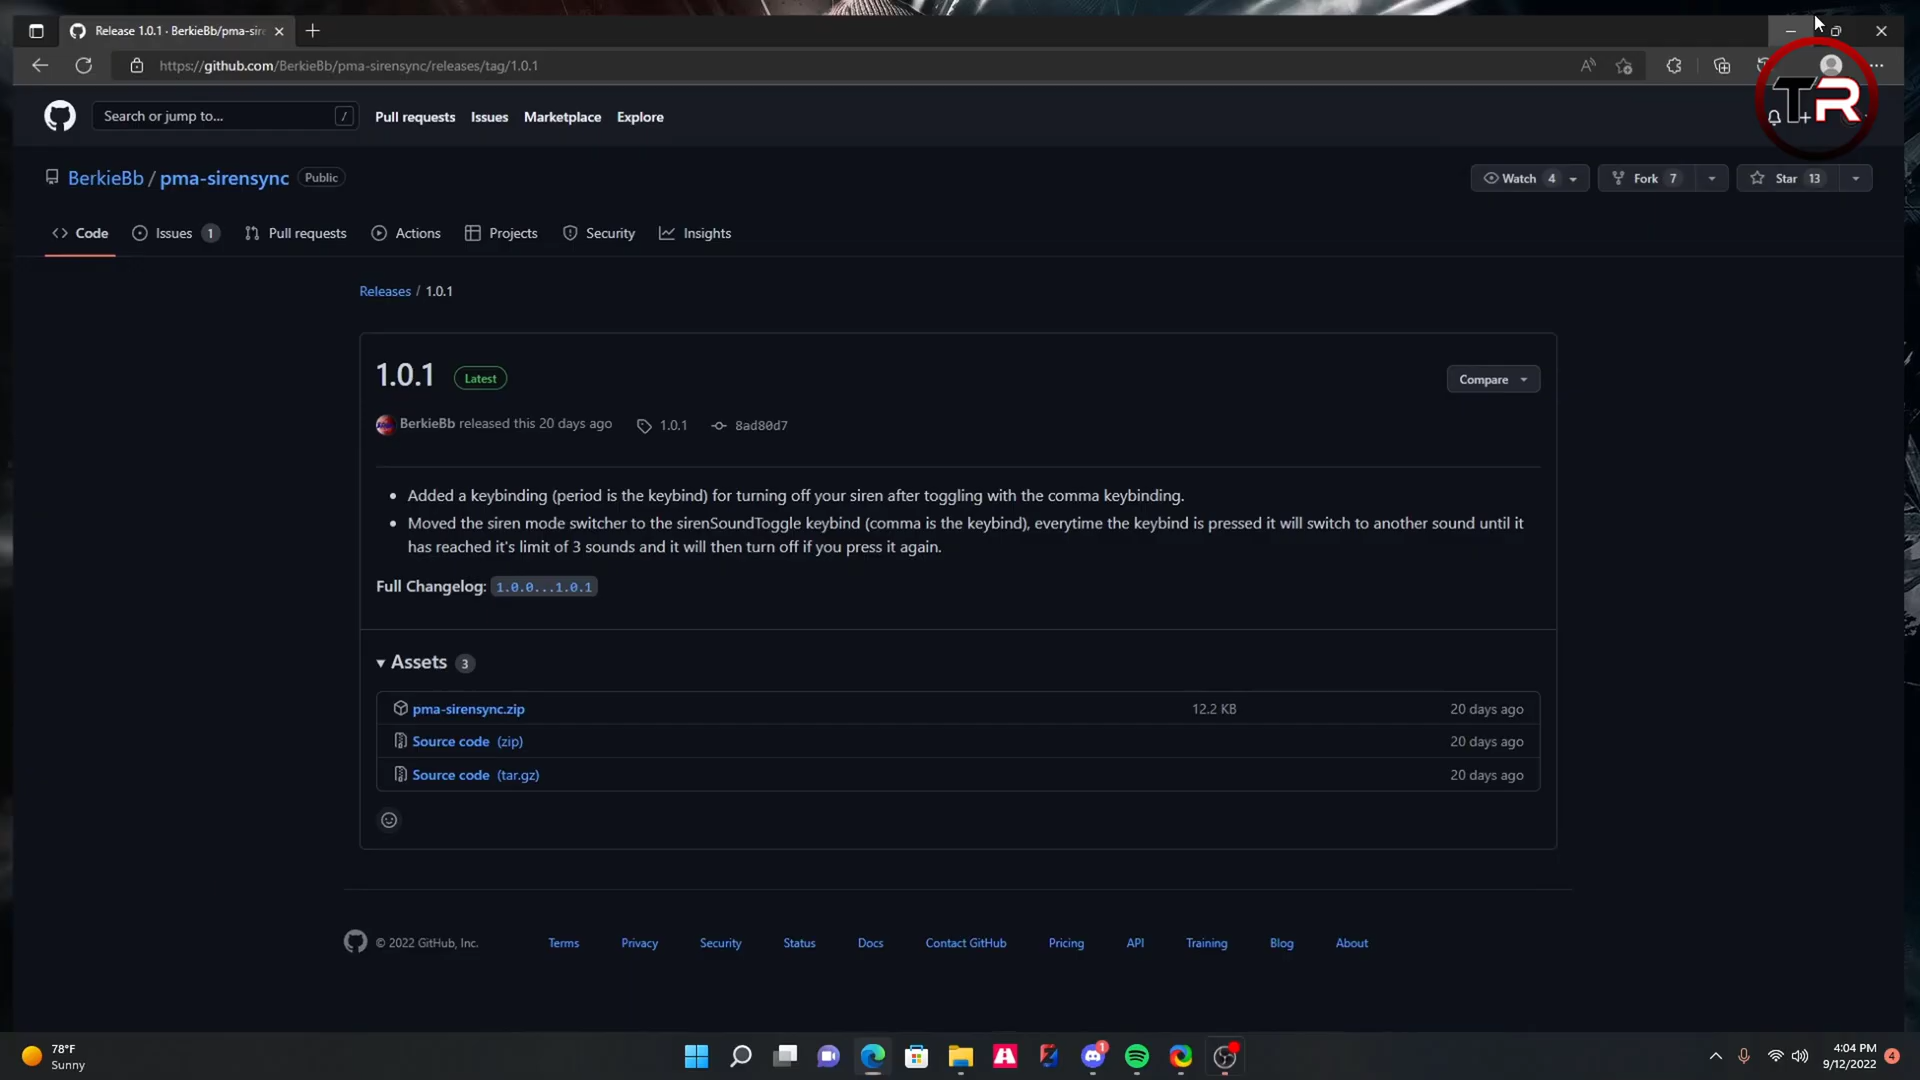 Release 1.0.1 · BerkieBb/pma-sir
https://github.com/BerkieBb/pma-sirensync/releases/tag/1.0.1
TR
Search or jump to... /
Pull requests Issues Marketplace Explore
BerkieBb / pma-sirensync Public
Watch 4 Fork 7 Star 13
Code Issues 1 Pull requests Actions Projects Security Insights
Releases / 1.0.1
1.0.1 Latest
Compare
BerkieBb released this 20 days ago 1.0.1 8ad80d7
• Added a keybinding (period is the keybind) for turning off your siren after toggling with the comma keybinding.
• Moved the siren mode switcher to the sirenSoundToggle keybind (comma is the keybind), everytime the keybind is pressed it will switch to another sound until it
has reached it's limit of 3 sounds and it will then turn off if you press it again.
Full Changelog: 1.0.0...1.0.1
Assets 3
pma-sirensync.zip 12.2 KB 20 days ago
Source code (zip) 20 days ago
Source code (tar.gz) 20 days ago
© 2022 GitHub, Inc. Terms Privacy Security Status Docs Contact GitHub Pricing API Training Blog About
78°F
Sunny
1
4:04 PM
9/12/2022
4